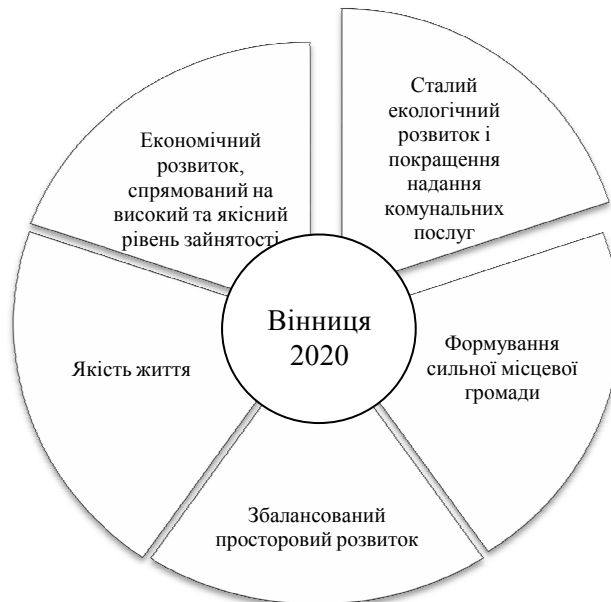 Сталий
екологічний
розвиток і
покращення
надання
комунальних
послуг
Економічний
розвиток,
спрямований на
високий та якісний
рівень зайнятості
Вінниця
2020
Формування
сильної місцевої
громади
Якість життя
Збалансований
просторовий розвиток